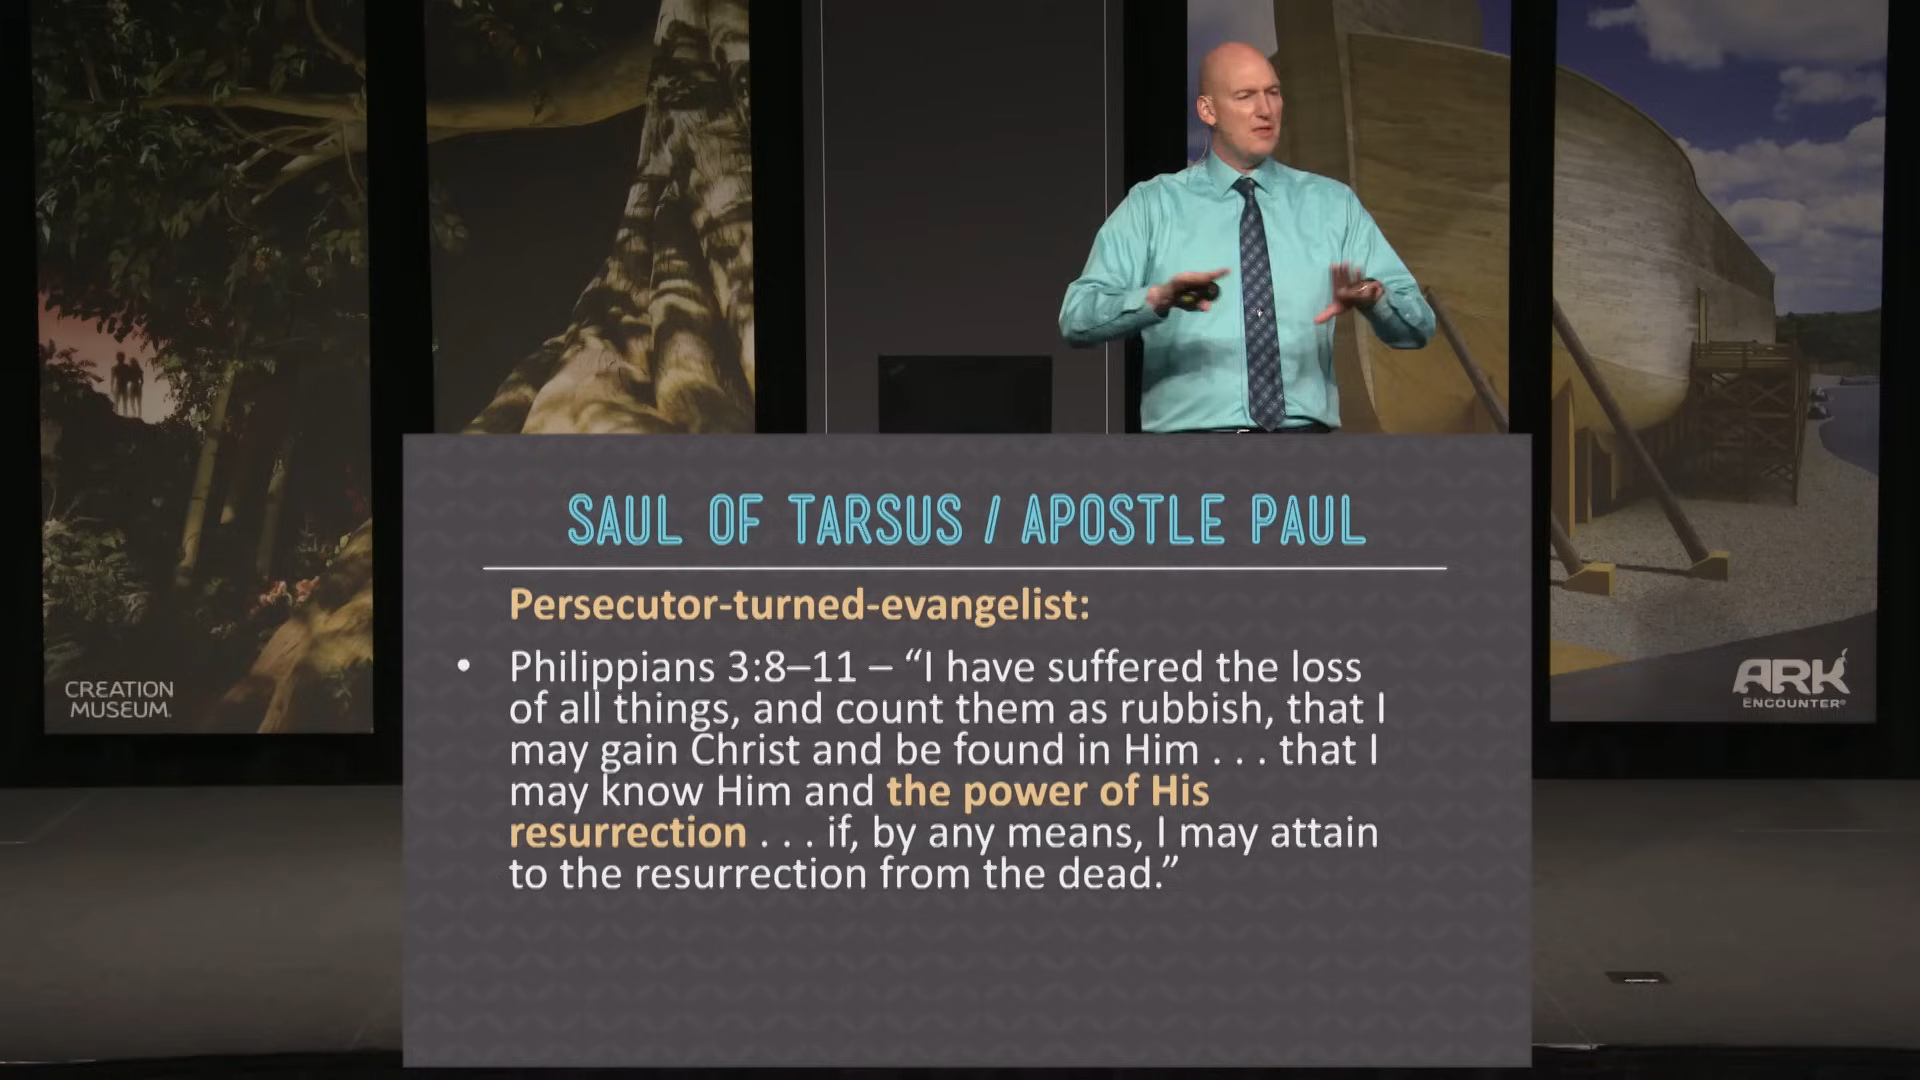 SAUL OF TARSUS / APOSTLE PAUL
Persecutor-turned-evangelist:
• Philippians 3:8–11 – “I have suffered the loss
of all things, and count them as rubbish, that I
may gain Christ and be found in Him . . . that I
may know Him and the power of His
resurrection . . . if, by any means, I may attain
to the resurrection from the dead.”
CREATION
MUSEUM.
ARK
ENCOUNTER®